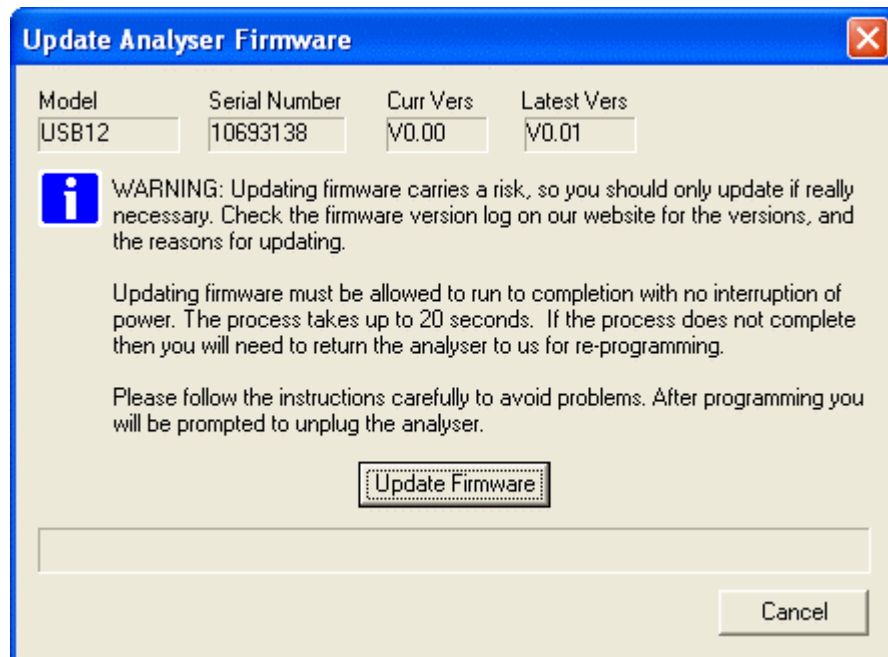 Update Analyser Firmware
Model Serial Number Curr Vers Latest Vers
USB12 10693138 V0.00 V0.01
WARNING: Updating firmware carries a risk, so you should only update if really
necessary. Check the firmware version log on our website for the versions, and
the reasons for updating.
Updating firmware must be allowed to run to completion with no interruption of
power. The process takes up to 20 seconds.  If the process does not complete
then you will need to return the analyser to us for re-programming.
Please follow the instructions carefully to avoid problems. After programming you
will be prompted to unplug the analyser.
Update Firmware
Cancel